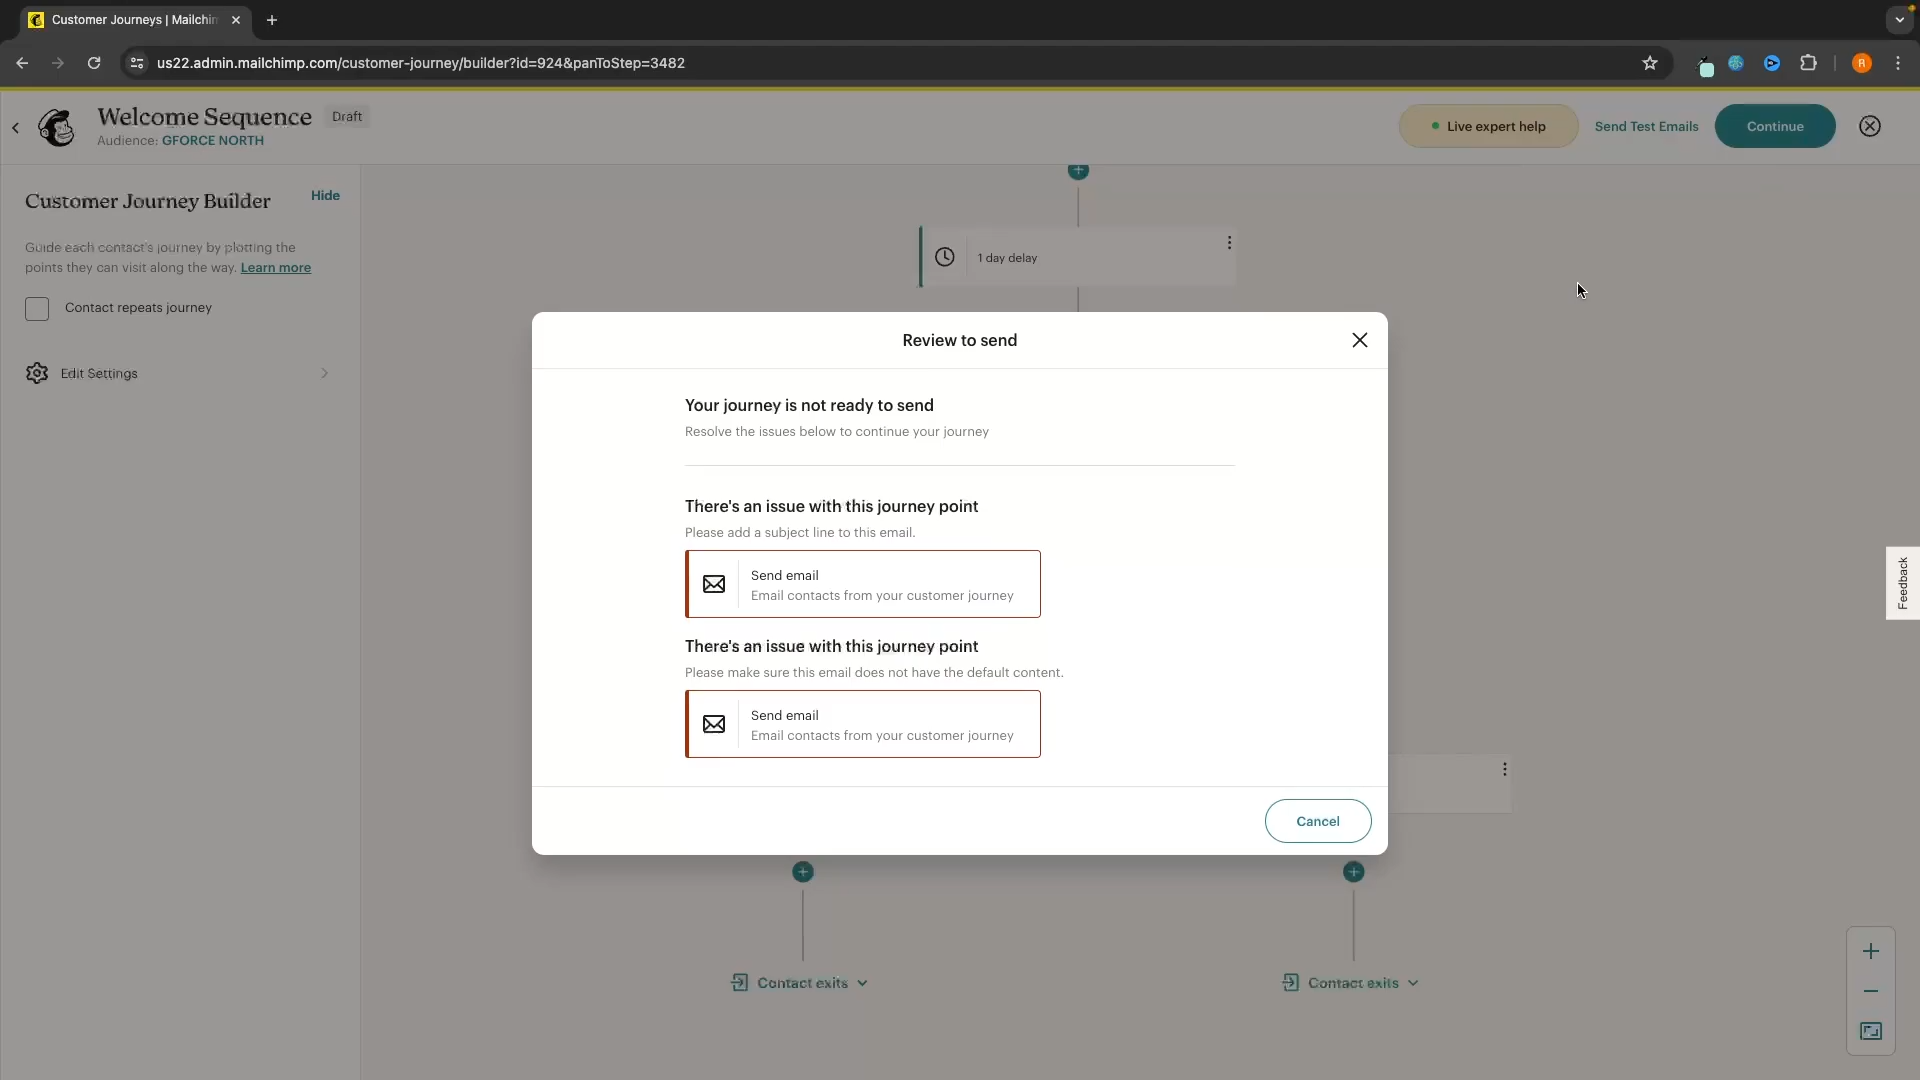 Customer Journeys | Mailchim
us22.admin.mailchimp.com/customer-journey/builder?id=924&panToStep=3482
R
Welcome Sequence
Draft
Audience: GFORCE NORTH
Live expert help
Send Test Emails
Continue
Customer Journey Builder
Hide
Guide each contact's journey by plotting the
points they can visit along the way. Learn more
Contact repeats journey
Edit Settings
1 day delay
Review to send
Your journey is not ready to send
Resolve the issues below to continue your journey
There's an issue with this journey point
Please add a subject line to this email.
Send email
Email contacts from your customer journey
There's an issue with this journey point
Please make sure this email does not have the default content.
Send email
Email contacts from your customer journey
Cancel
Contact exits
Contact exits
Feedback